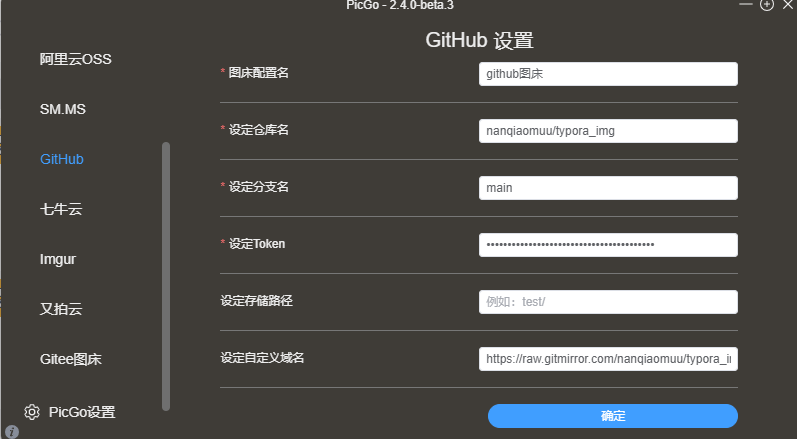 PicGo - 2.4.0-beta.3
阿里云OSS
SM.MS
GitHub
七牛云
Imgur
又拍云
Gitee图床
PicGo设置
GitHub 设置
* 图床配置名
github图床
* 设定仓库名
nanqiaomuu/typora_img
* 设定分支名
main
* 设定Token
••••••••••••••••••••••••••••••••••••••••
设定存储路径
例如：test/
设定自定义域名
https://raw.gitmirror.com/nanqiaomuu/typora_i
确定